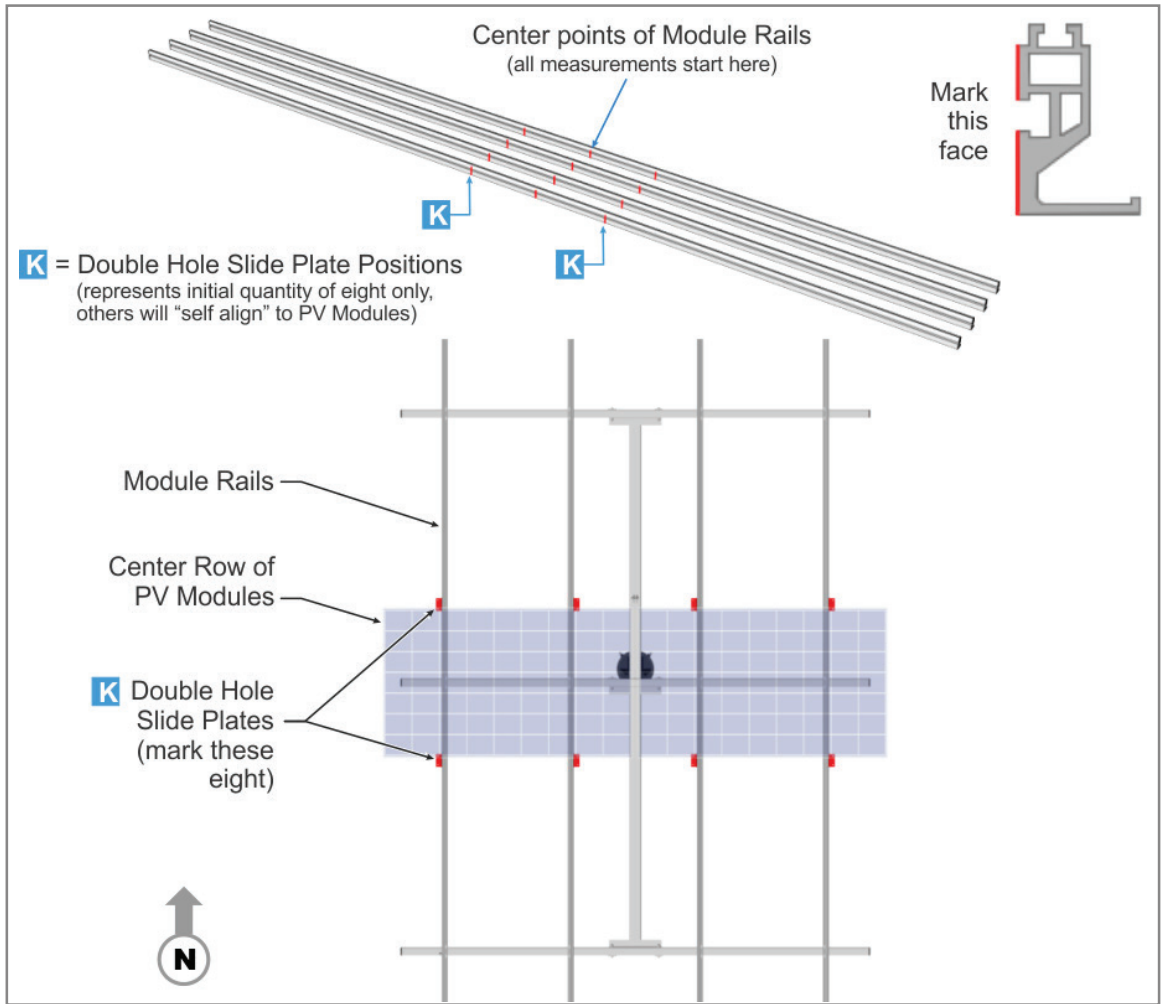 Center points of Module Rails
(all measurements start here)
Mark
this
face
K
K
K = Double Hole Slide Plate Positions
(represents initial quantity of eight only,
others will “self align” to PV Modules)
Module Rails
Center Row of
PV Modules
K Double Hole
Slide Plates
(mark these
eight)
N